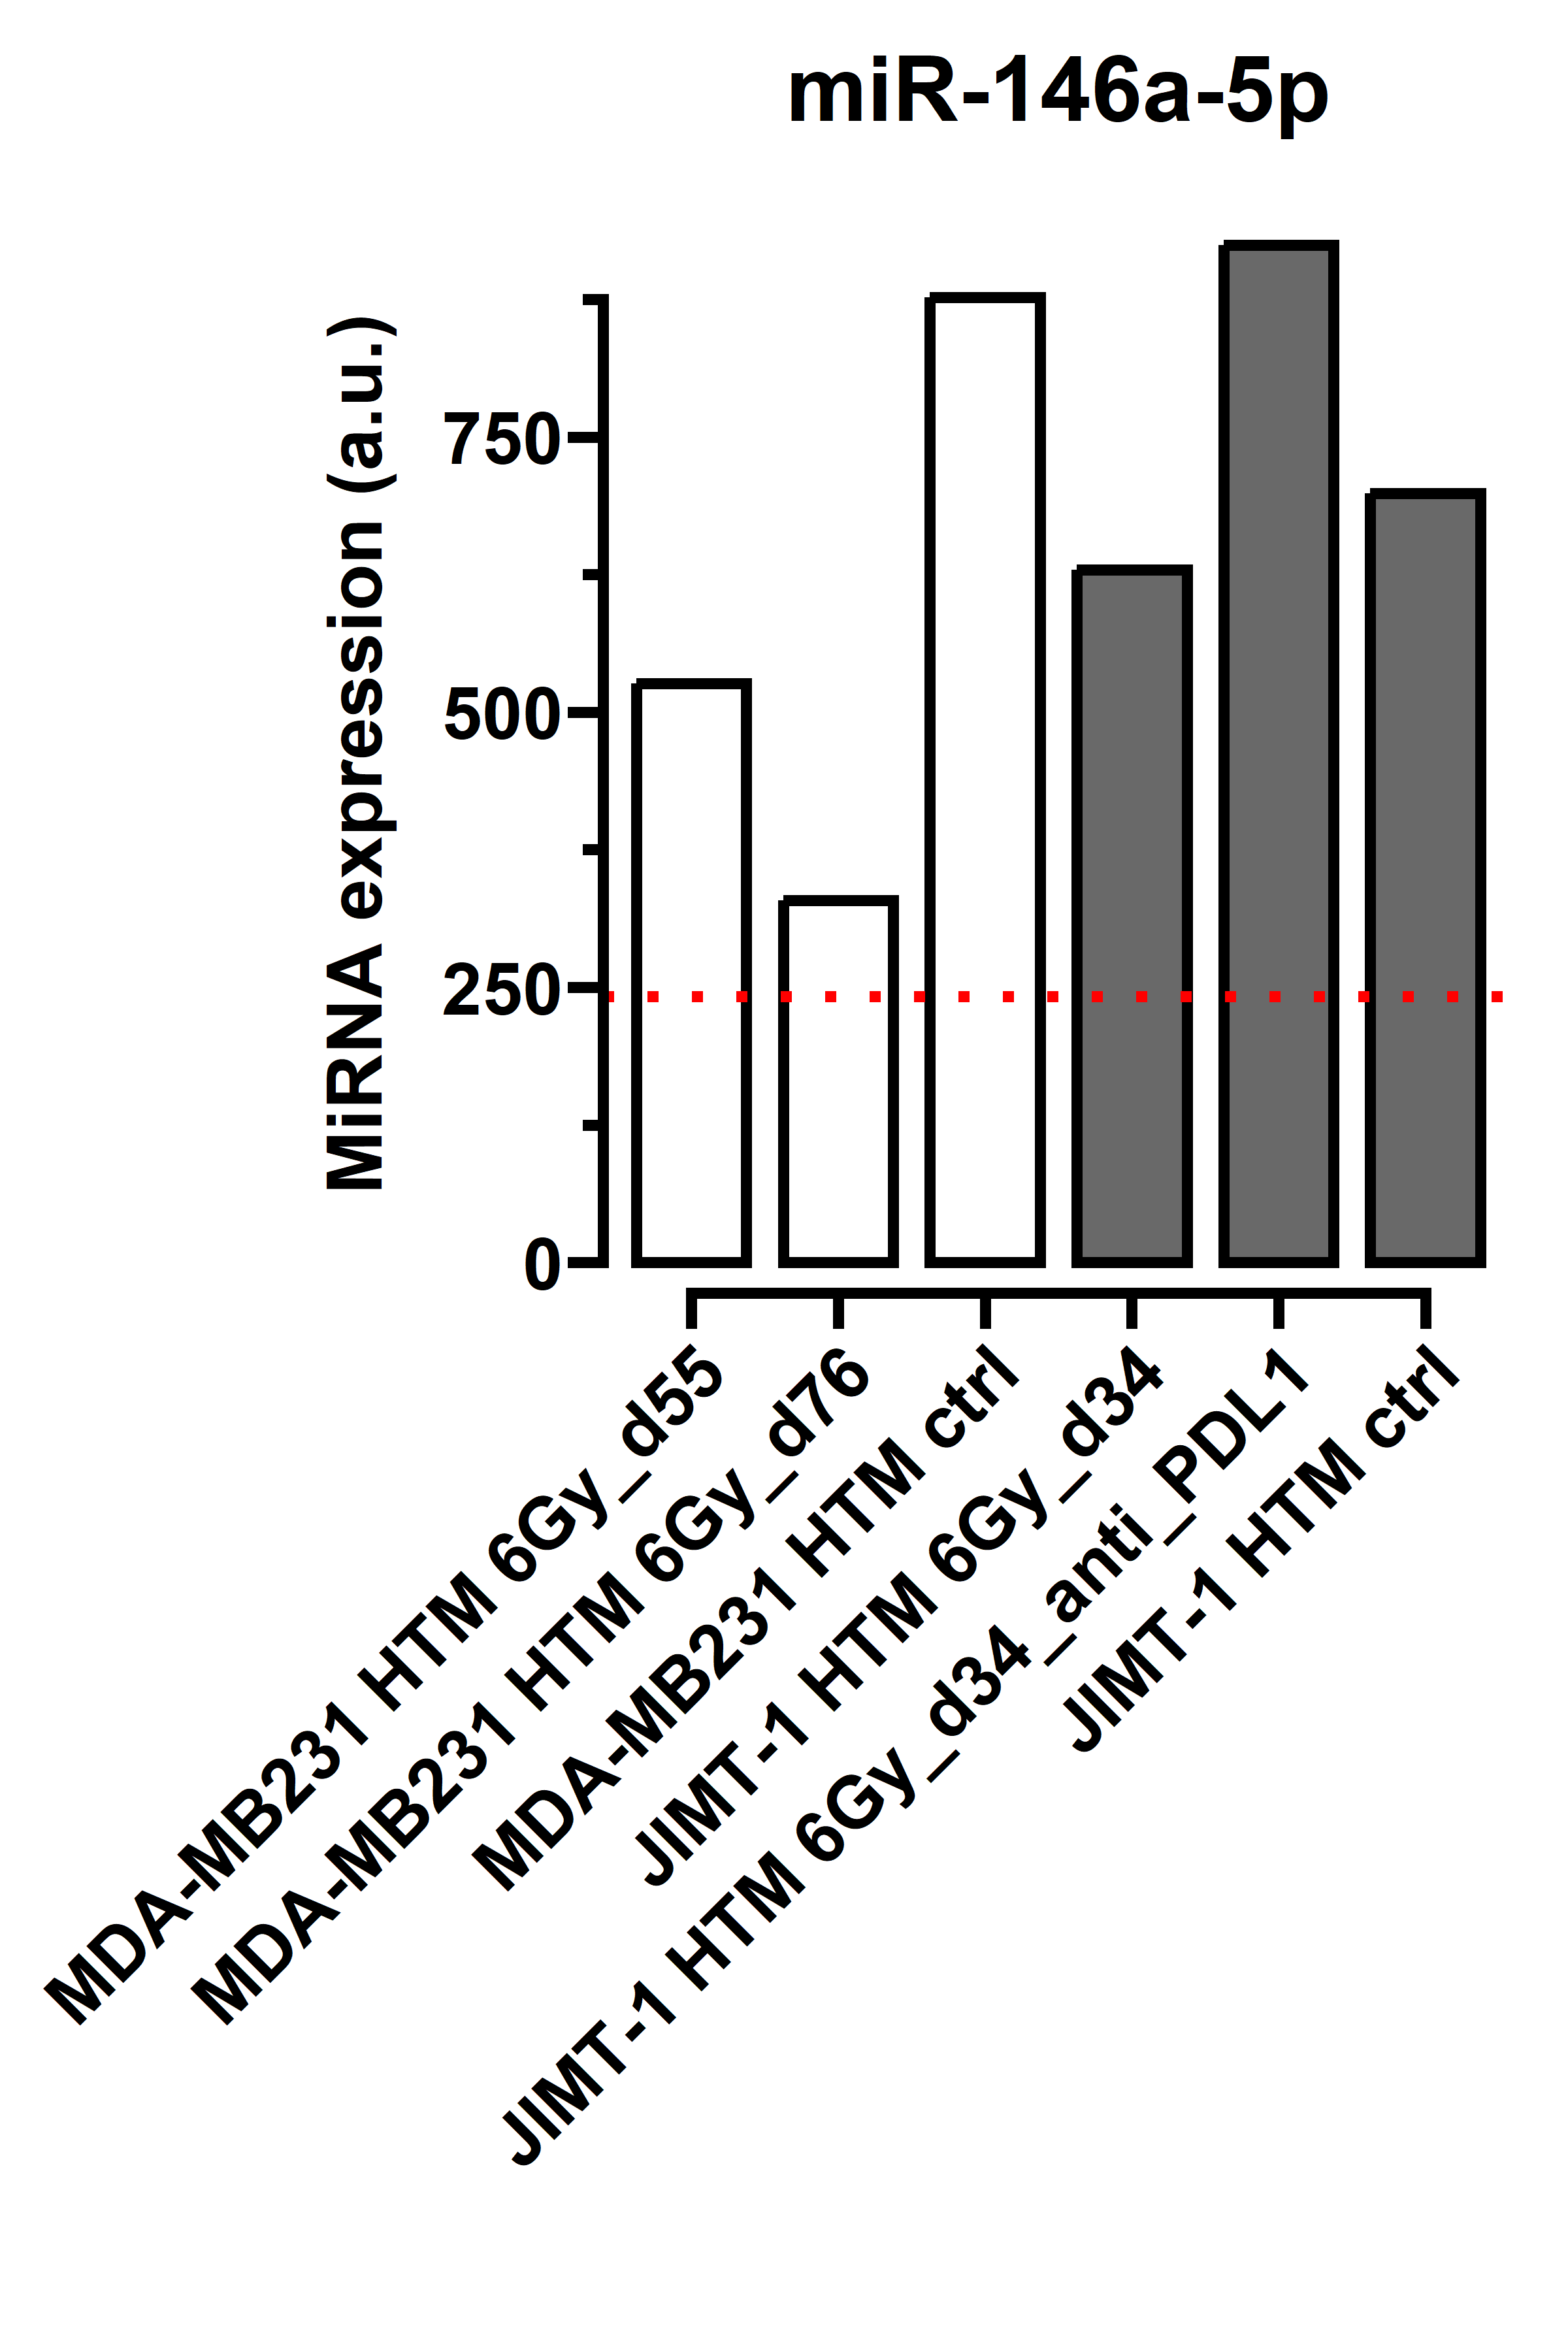 miR-146a-5p
MiRNA expression (a.u.)
750
500
250
0
MDA-MB231 HTM 6Gy_d55
MDA-MB231 HTM 6Gy_d76
MDA-MB231 HTM ctrl
JIMT-1 HTM 6Gy_d34
JIMT-1 HTM 6Gy_d34_anti_PDL1
JIMT-1 HTM ctrl